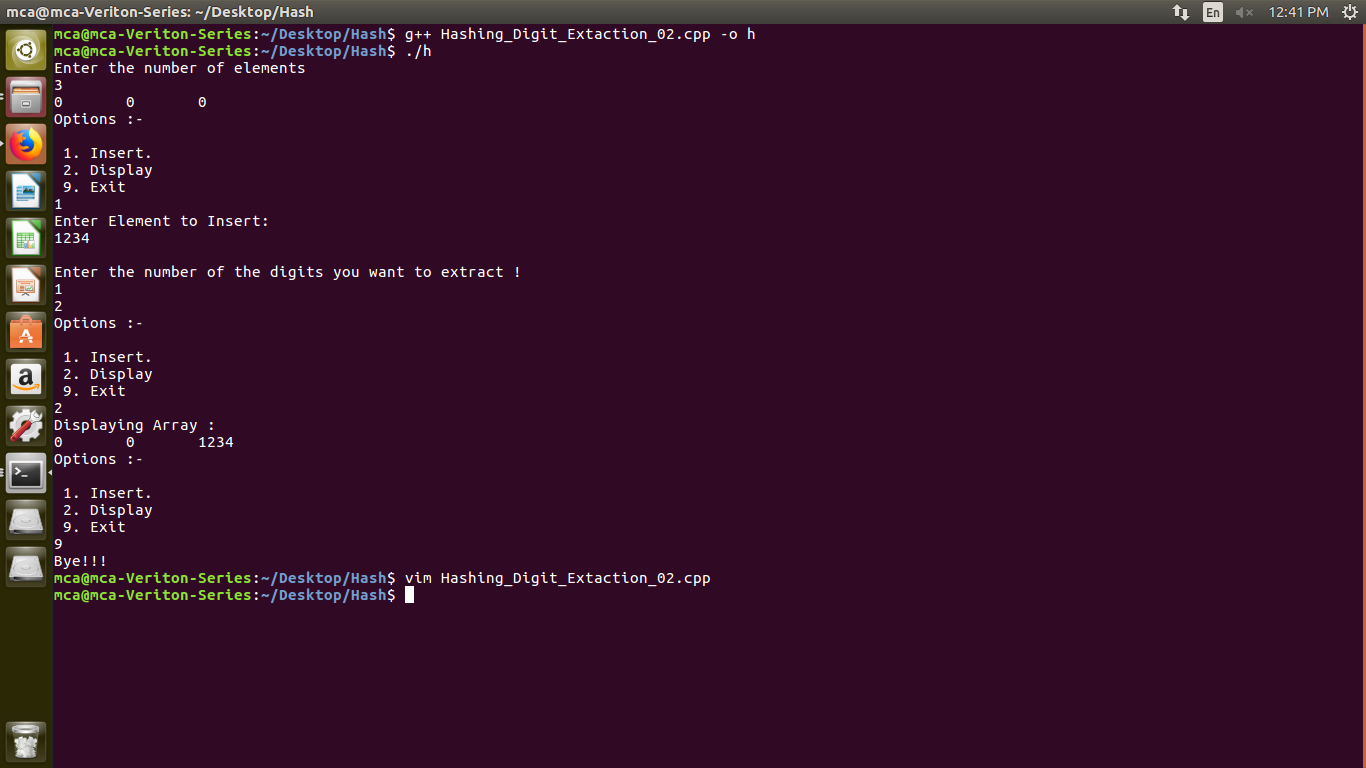 mca@mca-Veriton-Series: ~/Desktop/Hash
En
12:41 PM
mca@mca-Veriton-Series:~/Desktop/Hash$ g++ Hashing_Digit_Extaction_02.cpp -o h
mca@mca-Veriton-Series:~/Desktop/Hash$ ./h
Enter the number of elements
3
0 0 0
Options :-
1. Insert.
2. Display
9. Exit
1
Enter Element to Insert:
1234
Enter the number of the digits you want to extract !
1
2
Options :-
1. Insert.
2. Display
9. Exit
2
Displaying Array :
0 0 1234
Options :-
1. Insert.
2. Display
9. Exit
9
Bye!!!
mca@mca-Veriton-Series:~/Desktop/Hash$ vim Hashing_Digit_Extaction_02.cpp
mca@mca-Veriton-Series:~/Desktop/Hash$